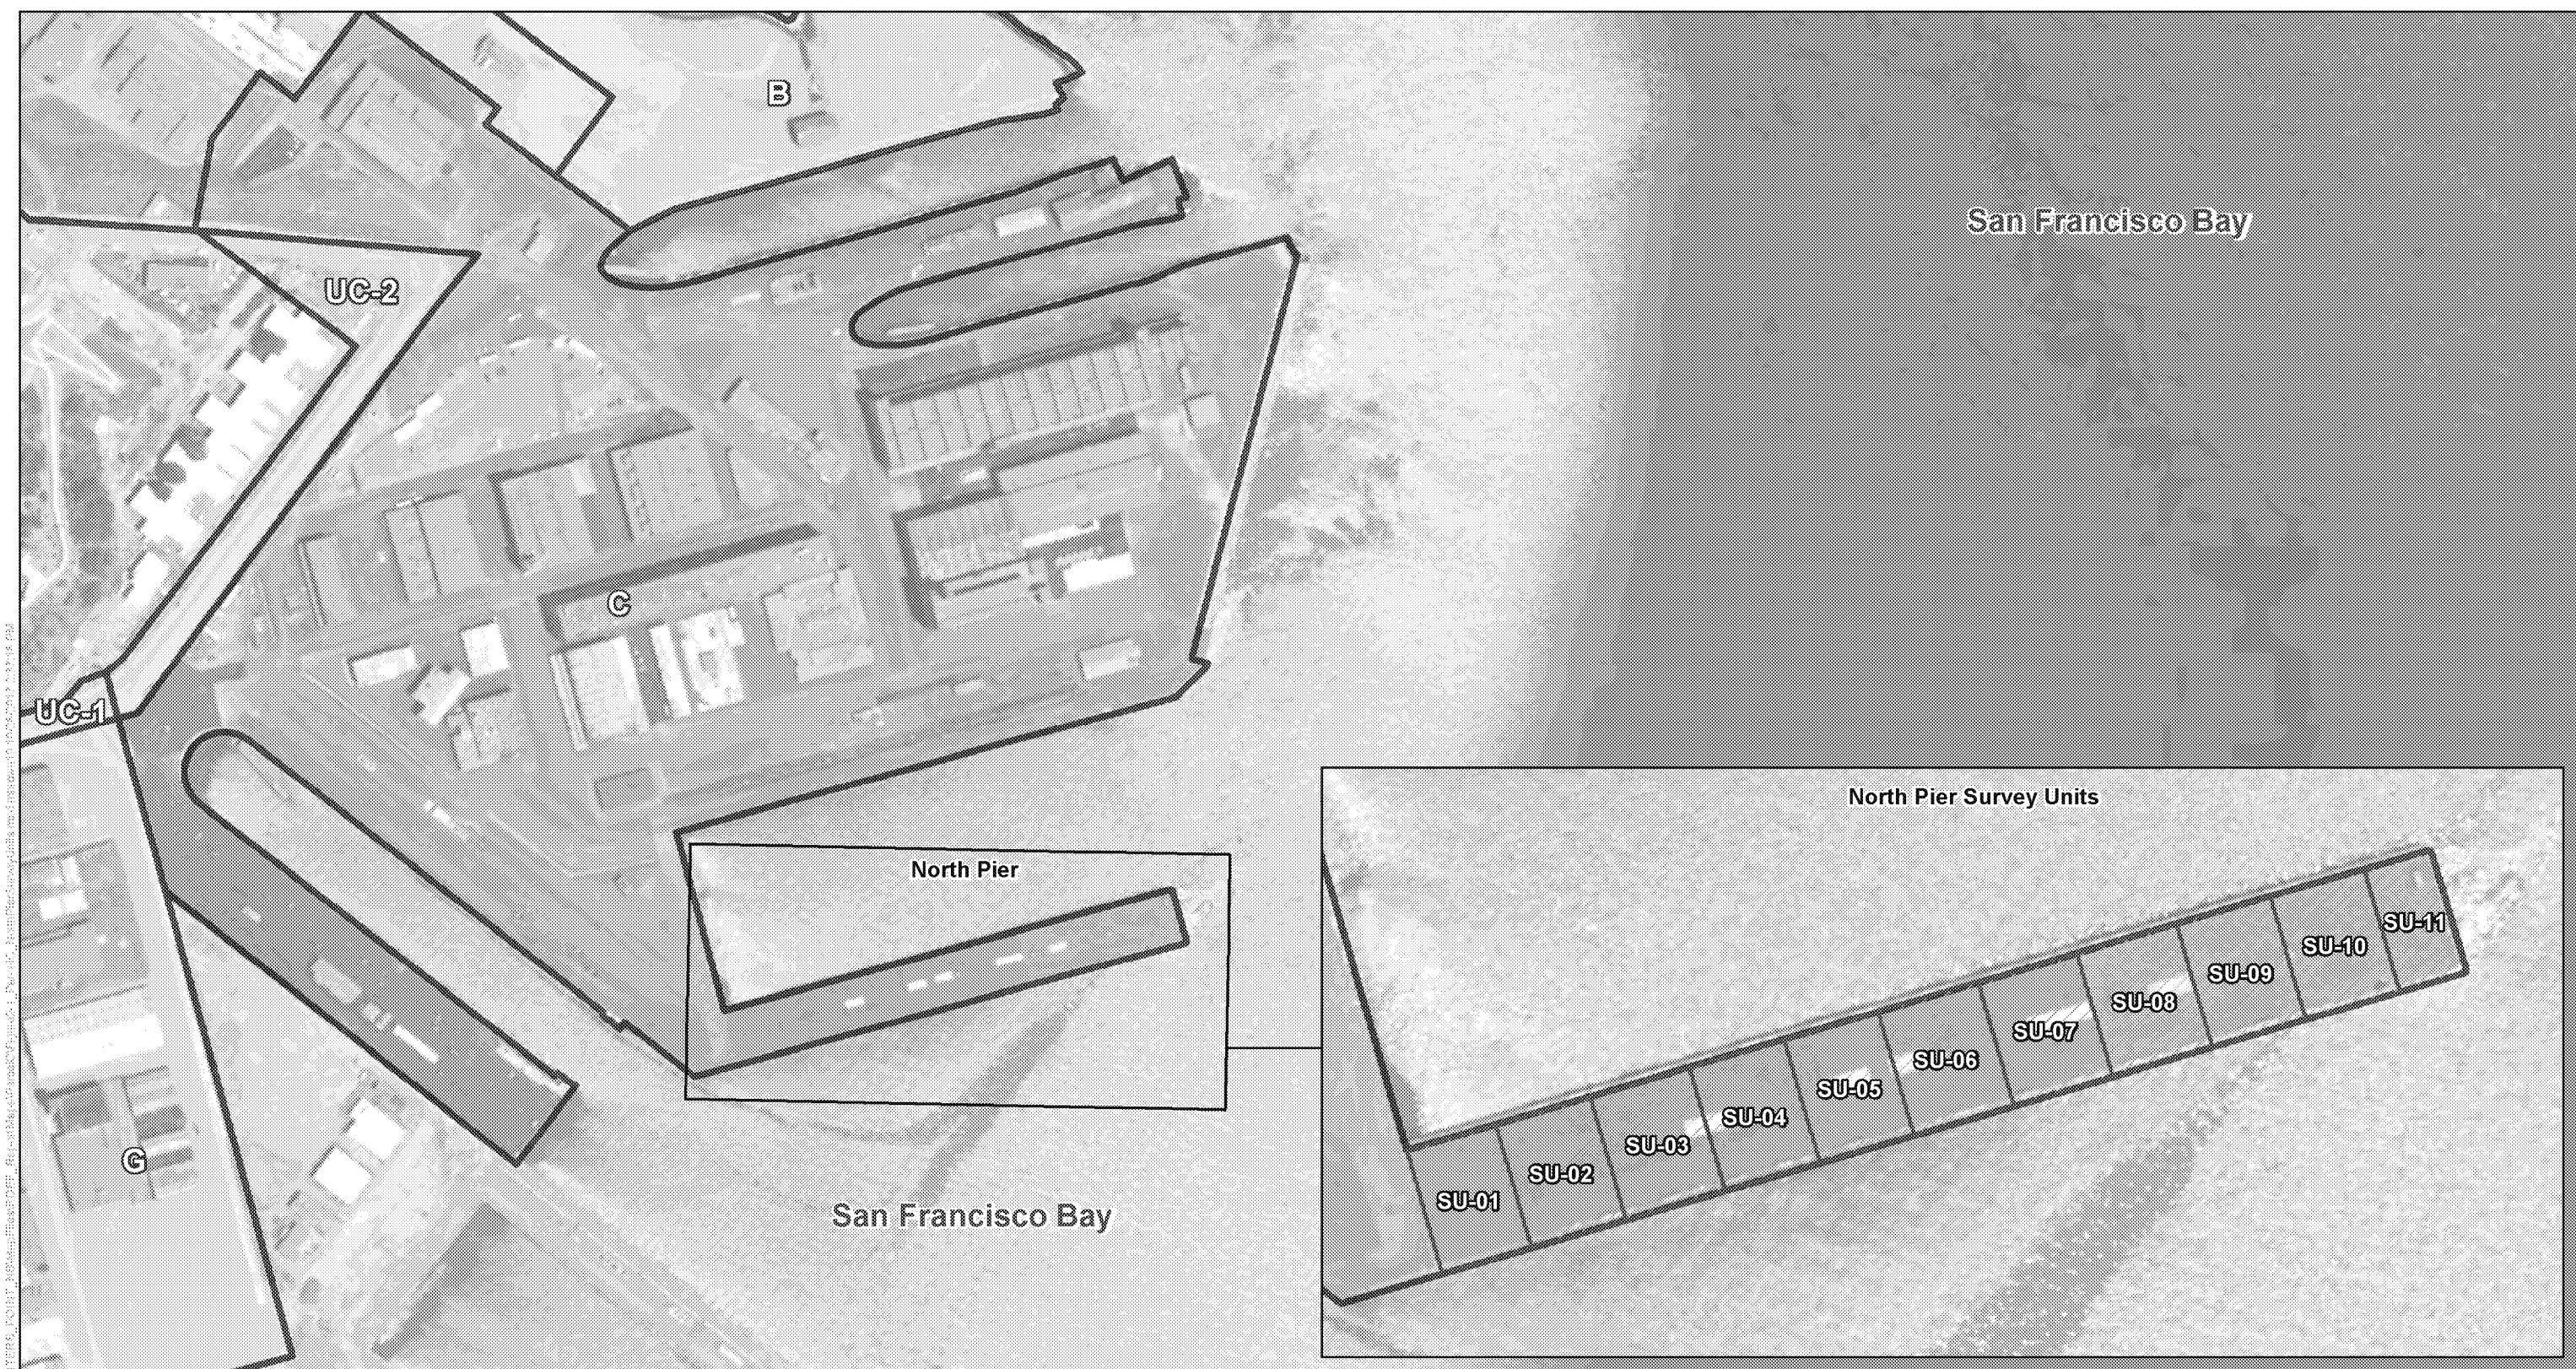 B
San Francisco Bay
UC-2
C
UC-1
North Pier Survey Units
North Pier
SU-11
SU-10
SU-09
SU-08
SU-07
SU-06
SU-05
SU-04
SU-03
SU-02
SU-01
G
San Francisco Bay